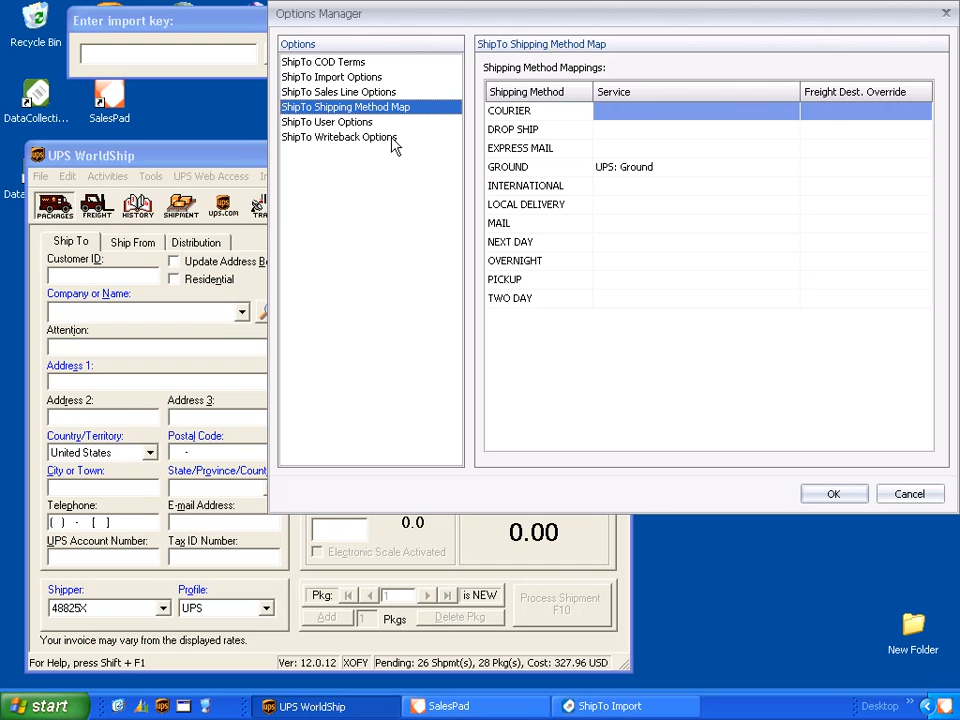 Recycle Bin
DataCollecti...
SalesPad
Enter import key:
Options Manager
Options
ShipTo COD Terms
ShipTo Import Options
ShipTo Sales Line Options
ShipTo Shipping Method Map
ShipTo User Options
ShipTo Writeback Options
ShipTo Shipping Method Map
Shipping Method Mappings:
Shipping Method Service Freight Dest. Override
COURIER
DROP SHIP
EXPRESS MAIL
GROUND UPS: Ground
INTERNATIONAL
LOCAL DELIVERY
MAIL
NEXT DAY
OVERNIGHT
PICKUP
TWO DAY
OK Cancel
UPS WorldShip
File Edit Activities Tools UPS Web Access
PACKAGES FREIGHT HISTORY SHIPMENT ups.com
Ship To Ship From Distribution
Customer ID:
Update Address
Residential
Company or Name:
Attention:
Address 1:
Address 2: Address 3:
Country/Territory: Postal Code:
United States -
City or Town: State/Province/Count
Telephone: E-mail Address:
( ) - [ ]
UPS Account Number: Tax ID Number:
0.0
0.00
Electronic Scale Activated
Shipper: Profile:
48825X UPS
Pkg: 1 is NEW
Add 1 Pkgs Delete Pkg
Process Shipment
F10
Your invoice may vary from the displayed rates.
For Help, press Shift + F1 Ver: 12.0.12 XOFY Pending: 26 Shpmt(s), 28 Pkg(s), Cost: 327.96 USD
New Folder
start UPS WorldShip SalesPad ShipTo Import Desktop »